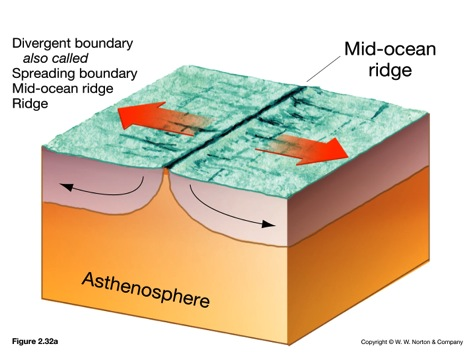 Divergent boundary
also called
Spreading boundary
Mid-ocean ridge
Ridge
Mid-ocean
ridge
Asthenosphere
Figure 2.32a
Copyright © W. W. Norton & Company